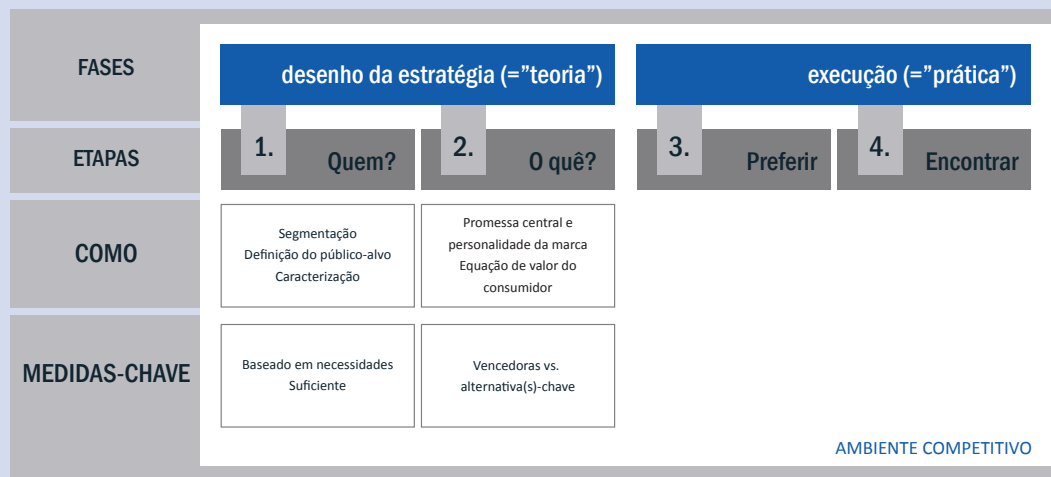 FASES
desenho da estratégia (=”teoria”)
execução (=”prática”)
ETAPAS
1.
Quem?
2.
O quê?
3.
Preferir
4.
Encontrar
COMO
Segmentação
Definição do público-alvo
Caracterização
Promessa central e
personalidade da marca
Equação de valor do
consumidor
MEDIDAS-CHAVE
Baseado em necessidades
Suficiente
Vencedoras vs.
alternativa(s)-chave
AMBIENTE COMPETITIVO